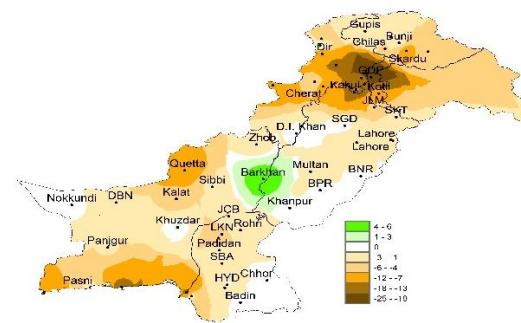 Gupis
Bunji
Chilas
Dir
Skardu
GDP
Kakul
Kotli
Cherat
JLM
SKT
SGD
D.I. Khan
Zhob
Lahore
Lahore
Quetta
Barkhan
Multan
BNR
Sibbi
BPR
Kalat
DBN
Nokkundi
Khanpur
JCB
Khuzdar
LKN
Rohri
Panjgur
Padidan
SBA
Pasni
HYD
Chhor
Badin
4 - 6
1 - 3
0
-3 - -1
-6 - -4
-12 - -7
-18 - -13
-25 - -19